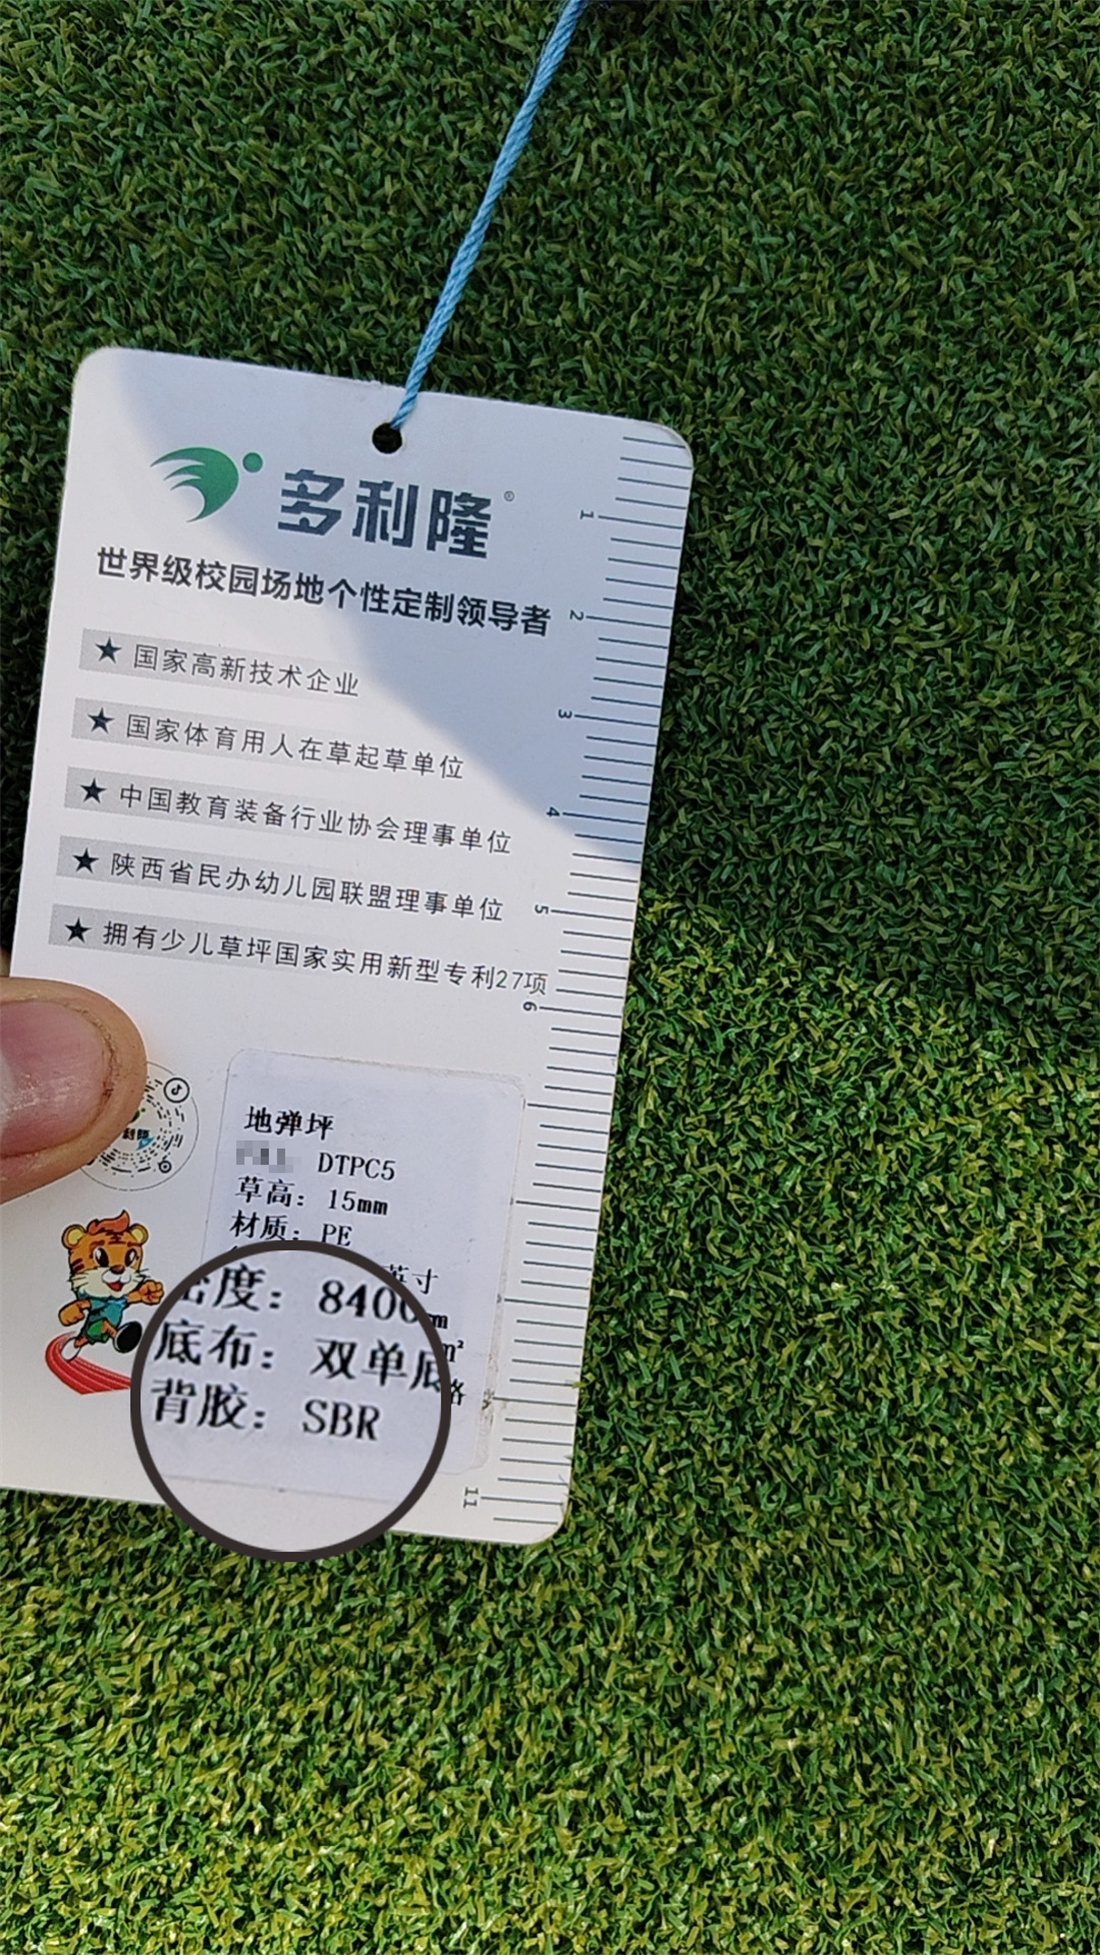 多利隆®
世界级校园场地个性定制领导者
★ 国家高新技术企业
★ 国家体育用人在草起草单位
★ 中国教育装备行业协会理事单位
★ 陕西省民办幼儿园联盟理事单位
★ 拥有少儿草坪国家实用新型专利27项
1
2
3
4
5
6
11
地弹坪
DTPC5
草高：15mm
材质：PE
英寸
度：840
m²
底布：双单底
背胶：SBR